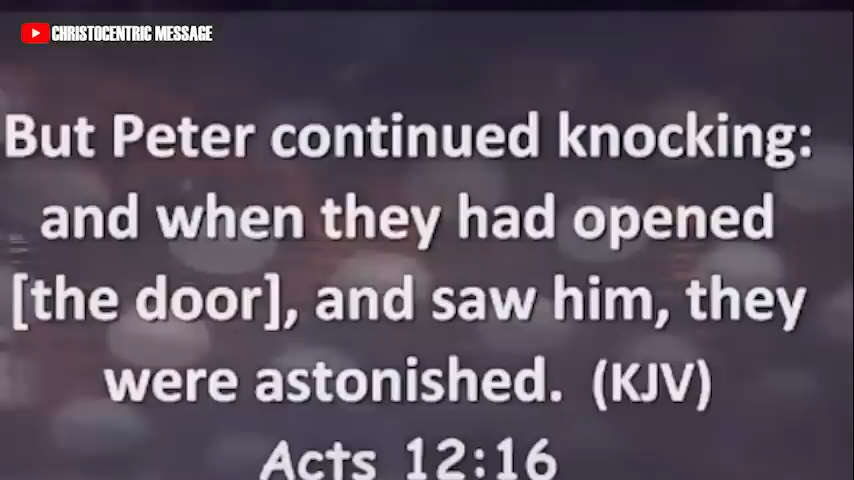 CHRISTOCENTRIC MESSAGE
But Peter continued knocking:
and when they had opened
[the door], and saw him, they
were astonished. (KJV)
Acts 12:16